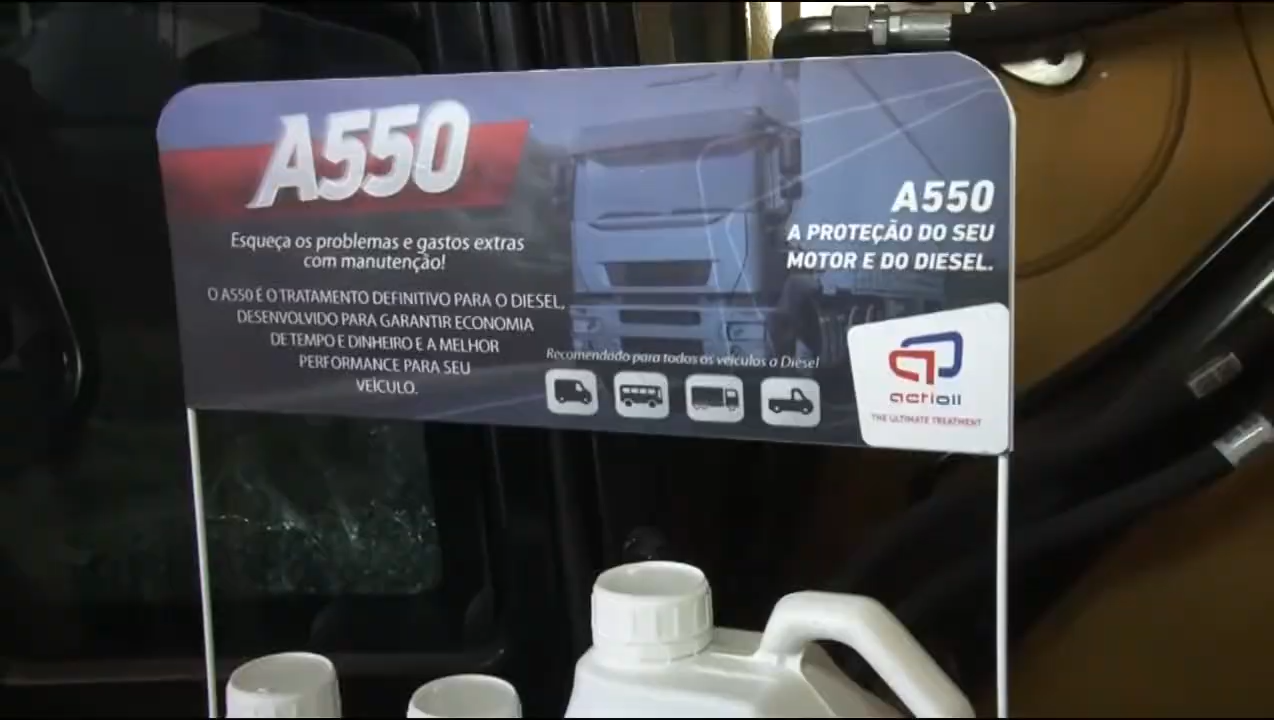 A550
Esqueça os problemas e gastos extras
com manutenção!
O A550 É O TRATAMENTO DEFINITIVO PARA O DIESEL,
DESENVOLVIDO PARA GARANTIR ECONOMIA
DE TEMPO E DINHEIRO E A MELHOR
PERFORMANCE PARA SEU
VEÍCULO.
Recomendado para todos os veículos a Diesel
A550
A PROTEÇÃO DO SEU
MOTOR E DO DIESEL.
actioil
THE ULTIMATE TREATMENT